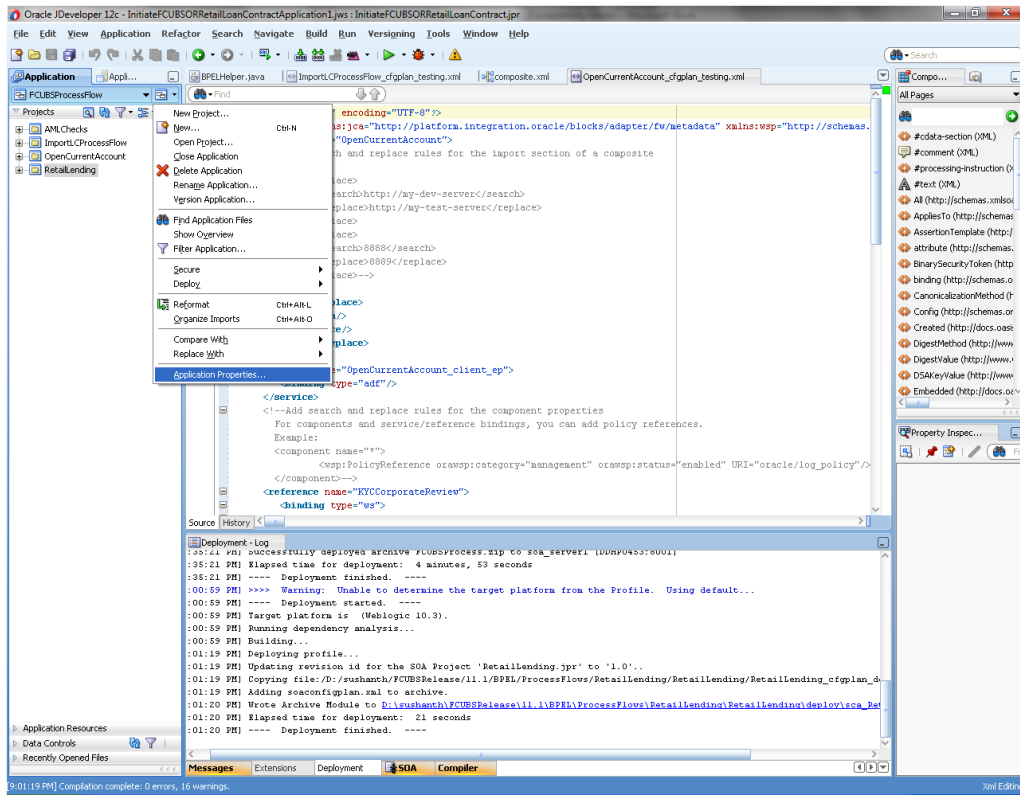 Oracle JDeveloper 12c - InitiateFCUBSORRetailLoanContractApplication1.jws : InitiateFCUBSORRetailLoanContract.jpr
File Edit View Application Refactor Search Navigate Build Run Versioning Tools Window Help
Search
Application
Appli...
BPELHelper.java
ImportLCProcessFlow_cfgplan_testing.xml
composite.xml
OpenCurrentAccount_cfgplan_testing.xml
Compo...
FCUBSProcessFlow
Find
All Pages
Projects
AMLChecks
ImportLCProcessFlow
OpenCurrentAccount
RetailLending
New Project...
New... Ctrl-N
Open Project...
Close Application
Delete Application
Rename Application...
Version Application...
Find Application Files
Show Overview
Filter Application...
Secure
Deploy
Reformat Ctrl+Alt-L
Organize Imports Ctrl+Alt-O
Compare With
Replace With
Application Properties...
encoding="UTF-8"?>
ns:jca="http://platform.integration.oracle/blocks/adapter/fw/metadata" xmlns:wsp="http://schemas.
="OpenCurrentAccount">
ch and replace rules for the import section of a composite
lace>
earch>http://my-dev-server</search>
eplace>http://my-test-server</replace>
lace>
lace>
earch>8888</search>
eplace>8889</replace>
lace>-->
place>
h/>
ce/>
place>
="OpenCurrentAccount_client_ep">
<binding type="adf"/>
</service>
<!--Add search and replace rules for the component properties
For components and service/reference bindings, you can add policy references.
Example:
<component name="*">
<wsp:PolicyReference orawsp:category="management" orawsp:status="enabled" URI="oracle/log_policy"/>
</component>-->
<reference name="KYCCorporateReview">
<binding type="ws">
Source History
#cdata-section (XML)
#comment (XML)
#processing-instruction (X
#text (XML)
All (http://schemas.xmlsoa
AppliesTo (http://schemas
AssertionTemplate (http:/
attribute (http://schemas.
BinarySecurityToken (http
binding (http://schemas.o
CanonicalizationMethod (h
Config (http://schemas.or
Created (http://docs.oasi
DigestMethod (http://www
DigestValue (http://www.
DSAKeyValue (http://www
Embedded (http://docs.oa
Property Inspec...
Deployment - Log
:35:21 PM] Successfully deployed archive FCUBSProcess.zip to soa_server1 [DDHP0453:8001]
:35:21 PM] Elapsed time for deployment: 4 minutes, 53 seconds
:35:21 PM] ---- Deployment finished. ----
:00:59 PM] >>>> Warning: Unable to determine the target platform from the Profile. Using default...
:00:59 PM] ---- Deployment started. ----
:00:59 PM] Target platform is (Weblogic 10.3).
:00:59 PM] Running dependency analysis...
:00:59 PM] Building...
:01:19 PM] Deploying profile...
:01:19 PM] Updating revision id for the SOA Project 'RetailLending.jpr' to '1.0'..
:01:19 PM] Copying file:/D:/sushanth/FCUBSRelease/11.1/BPEL/ProcessFlows/RetailLending/RetailLending/RetailLending_cfgplan_d
:01:19 PM] Adding soaconfigplan.xml to archive.
:01:20 PM] Wrote Archive Module to D:\sushanth\FCUBSRelease\11.1\BPEL\ProcessFlows\RetailLending\RetailLending\deploy\sca_Ret
:01:20 PM] Elapsed time for deployment: 21 seconds
:01:20 PM] ---- Deployment finished. ----
Application Resources
Data Controls
Recently Opened Files
Messages Extensions Deployment SOA Compiler
[9:01:19 PM] Compilation complete: 0 errors, 16 warnings.
Xml Editin